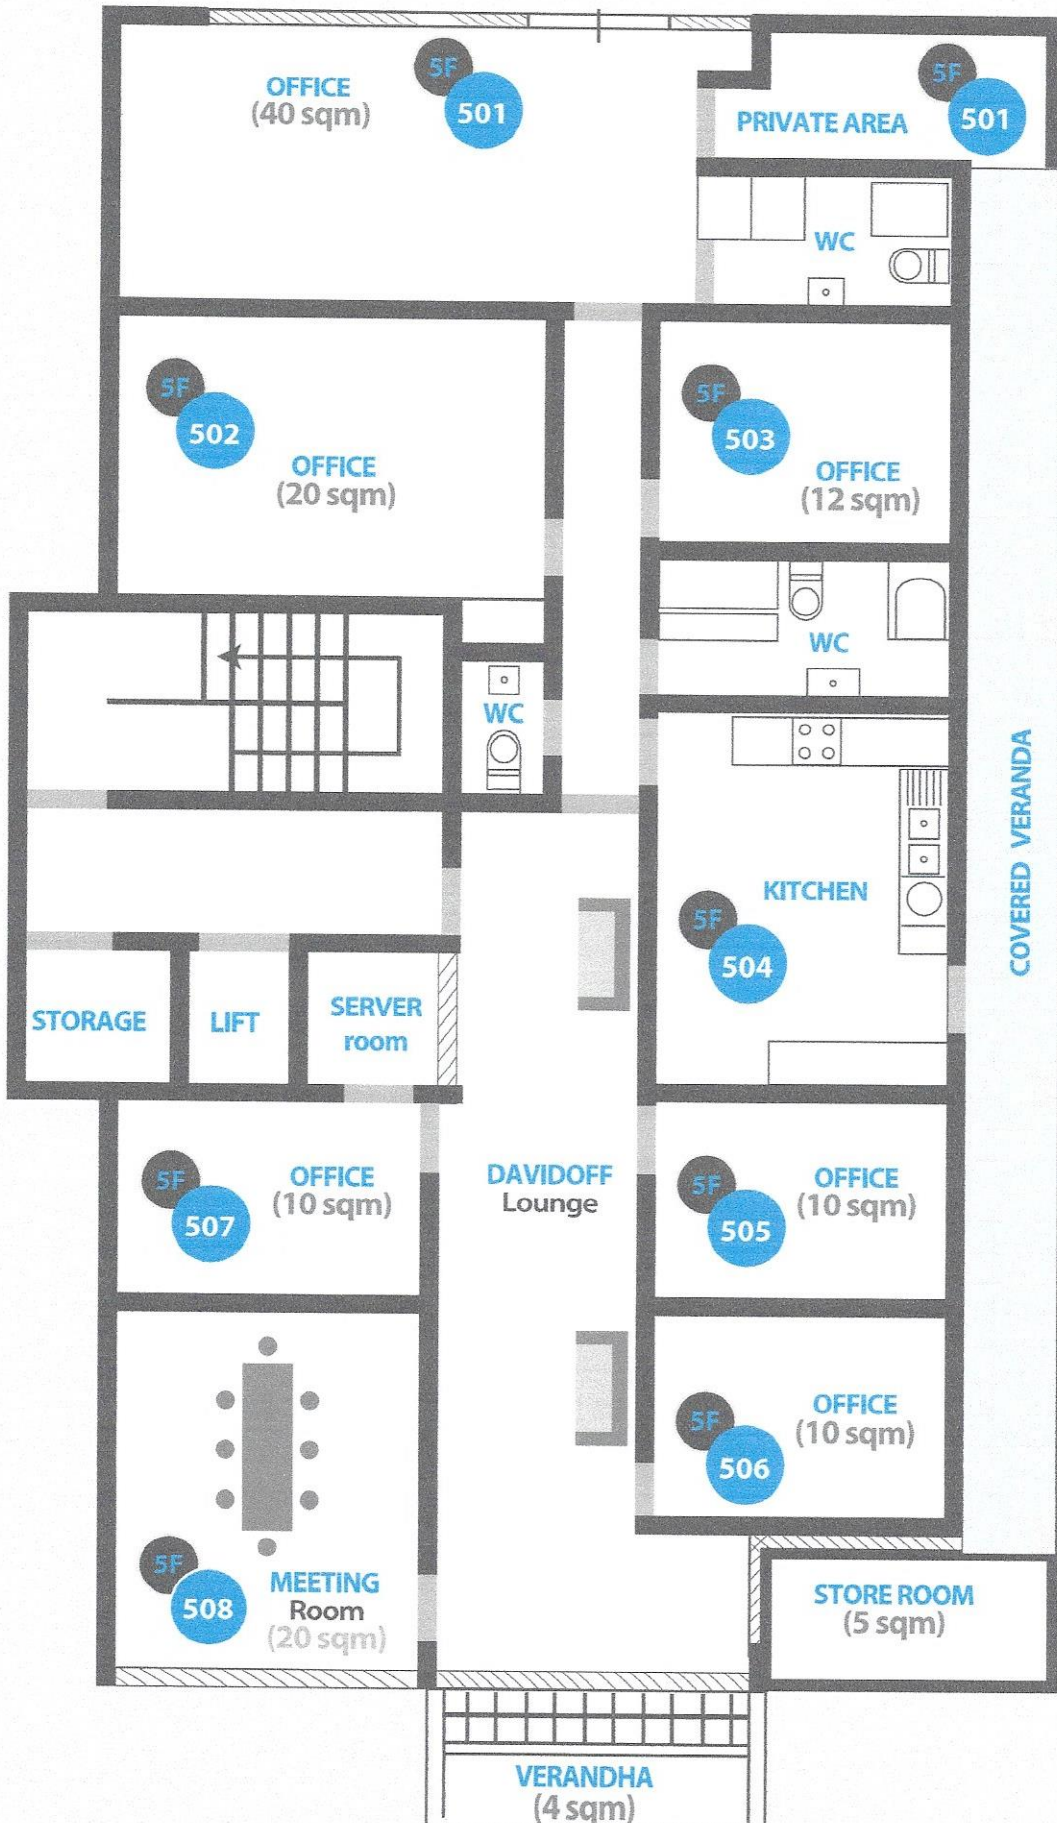 OFFICE
(40 sqm)
5F
501
PRIVATE AREA
5F
501
WC
5F
502
OFFICE
(20 sqm)
5F
503
OFFICE
(12 sqm)
WC
WC
COVERED VERANDA
KITCHEN
5F
504
STORAGE
LIFT
SERVER
room
5F
507
OFFICE
(10 sqm)
DAVIDOFF
Lounge
5F
505
OFFICE
(10 sqm)
5F
506
OFFICE
(10 sqm)
5F
508
MEETING
Room
(20 sqm)
STORE ROOM
(5 sqm)
VERANDHA
(4 sqm)